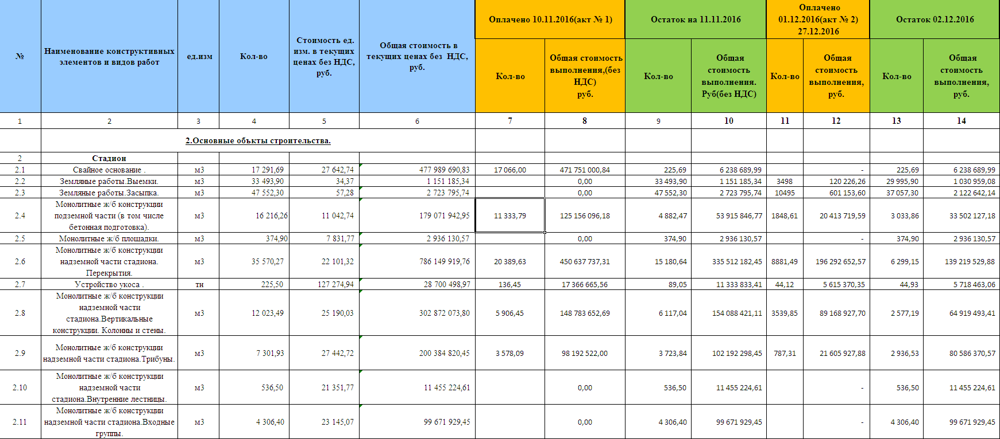 №
Наименование конструктивных
элементов и видов работ
ед.изм
Кол-во
Стоимость ед.
изм. в текущих
ценах без НДС,
руб.
Общая стоимость в
текущих ценах без НДС,
руб.
Оплачено 10.11.2016(акт № 1)
Остаток на 11.11.2016
Оплачено
01.12.2016(акт № 2)
27.12.2016
Остаток 02.12.2016
Кол-во
Общая стоимость
выполнения,(без
НДС)
руб.
Кол-во
Общая
стоимость
выполнения.
Руб(без НДС)
Кол-во
Общая
стоимость
выполнения,
руб.
Кол-во
Общая
стоимость
выполнения,
руб.
1 2 3 4 5 6 7 8 9 10 11 12 13 14
2.Основные объкты строительства.
2 Стадион
2.1 Свайное основание . м3 17 291,69 27 642,74 477 989 690,83 17 066,00 471 751 000,84 225,69 6 238 689,99 - 225,69 6 238 689,99
2.2 Земляные работы.Выемки. м3 33 493,90 34,37 1 151 185,34 0,00 33 493,90 1 151 185,34 3498 120 226,26 29 995,90 1 030 959,08
2.3 Земляные работы.Засыпка. м3 47 552,30 57,28 2 723 795,74 0,00 47 552,30 2 723 795,74 10495 601 153,60 37 057,30 2 122 642,14
Монолитные ж/б конструкции
подземной части (в том числе
бетонная подготовка).
2.4 м3 16 216,26 11 042,74 179 071 942,95 11 333,79 125 156 096,18 4 882,47 53 915 846,77 1848,61 20 413 719,59 3 033,86 33 502 127,18
2.5 Монолитные ж/б площадки. м3 374,90 7 831,77 2 936 130,57 0,00 374,90 2 936 130,57 - 374,90 2 936 130,57
Монолитные ж/б конструкции
надземной части стадиона.
Перекрытия.
2.6 м3 35 570,27 22 101,32 786 149 919,76 20 389,63 450 637 737,31 15 180,64 335 512 182,45 8881,49 196 292 652,57 6 299,15 139 219 529,88
2.7 Устройство укоса . тн 225,50 127 274,94 28 700 498,97 136,45 17 366 665,56 89,05 11 333 833,41 44,12 5 615 370,35 44,93 5 718 463,06
Монолитные ж/б конструкции
надземной части
стадиона.Вертикальные
конструкции. Колонны и стены.
2.8 м3 12 023,49 25 190,03 302 872 073,80 5 906,45 148 783 652,69 6 117,04 154 088 421,11 3539,85 89 168 927,70 2 577,19 64 919 493,41
Монолитные ж/б конструкции
надземной части стадиона.Трибуны.
2.9 м3 7 301,93 27 442,72 200 384 820,45 3 578,09 98 192 522,00 3 723,84 102 192 298,45 787,31 21 605 927,88 2 936,53 80 586 370,57
Монолитные ж/б конструкции
надземной части
стадиона.Внутренние лестницы.
2.10 м3 536,50 21 351,77 11 455 224,61 0,00 536,50 11 455 224,61 - 536,50 11 455 224,61
Монолитные ж/б конструкции
надземной части стадиона.Входные
группы.
2.11 м3 4 306,40 23 145,07 99 671 929,45 0,00 4 306,40 99 671 929,45 - 4 306,40 99 671 929,45